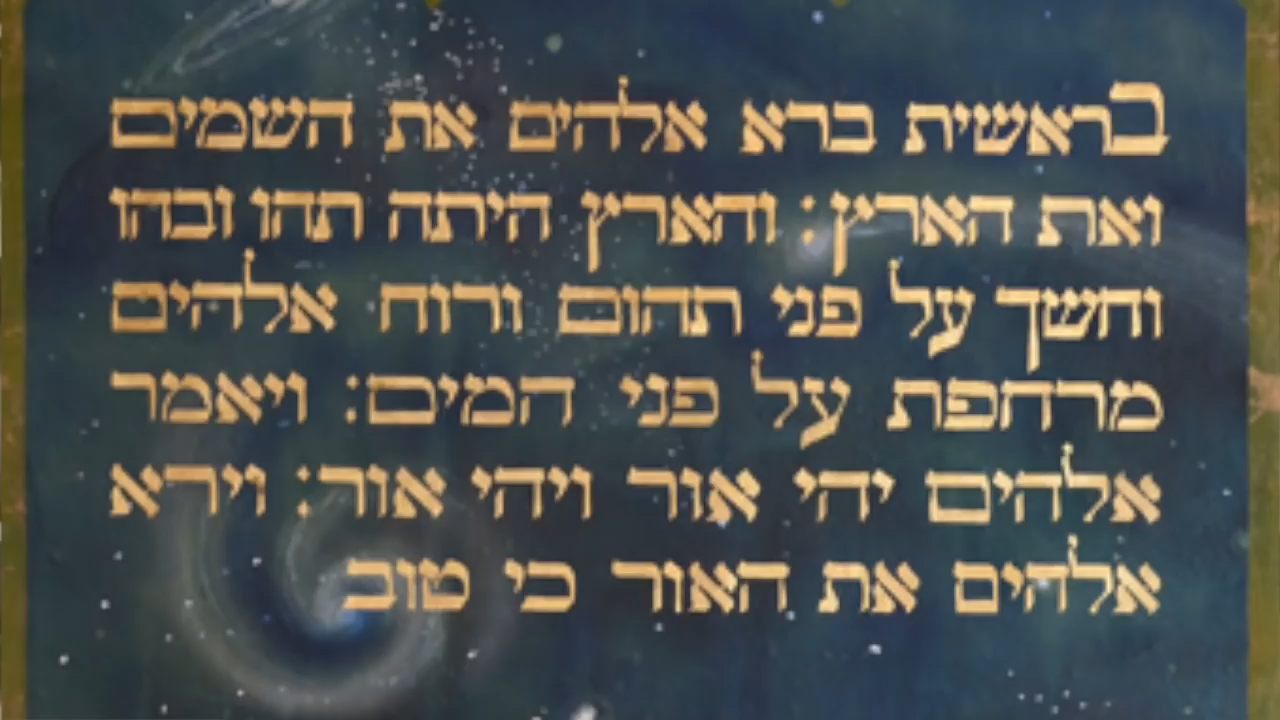 בראשית ברא אלהים את השמים
ואת הארץ: והארץ היתה תהו ובהו
וחשך על פני תהום ורוח אלהים
מרחפת על פני המים: ויאמר
אלהים יהי אור ויהי אור: וירא
אלהים את האור כי טוב